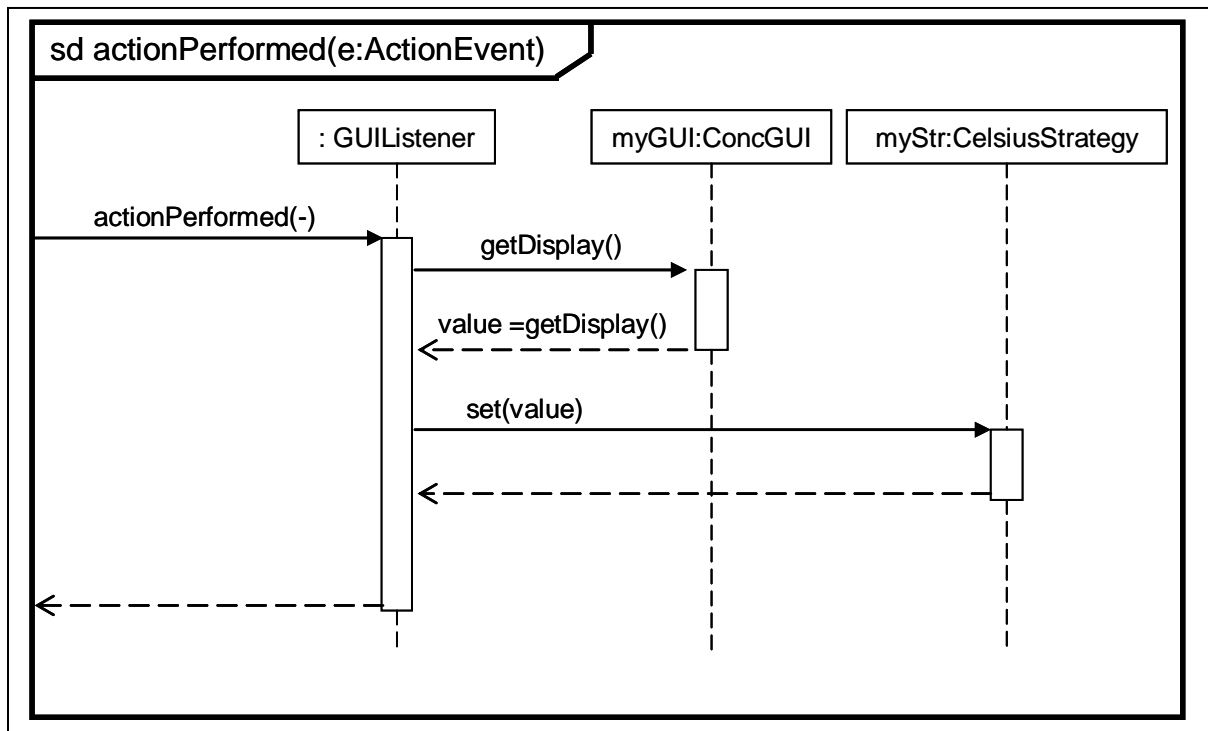 sd actionPerformed(e:ActionEvent)
: GUIListener
myGUI:ConcGUI
myStr:CelsiusStrategy
actionPerformed(-)
getDisplay()
value =getDisplay()
set(value)